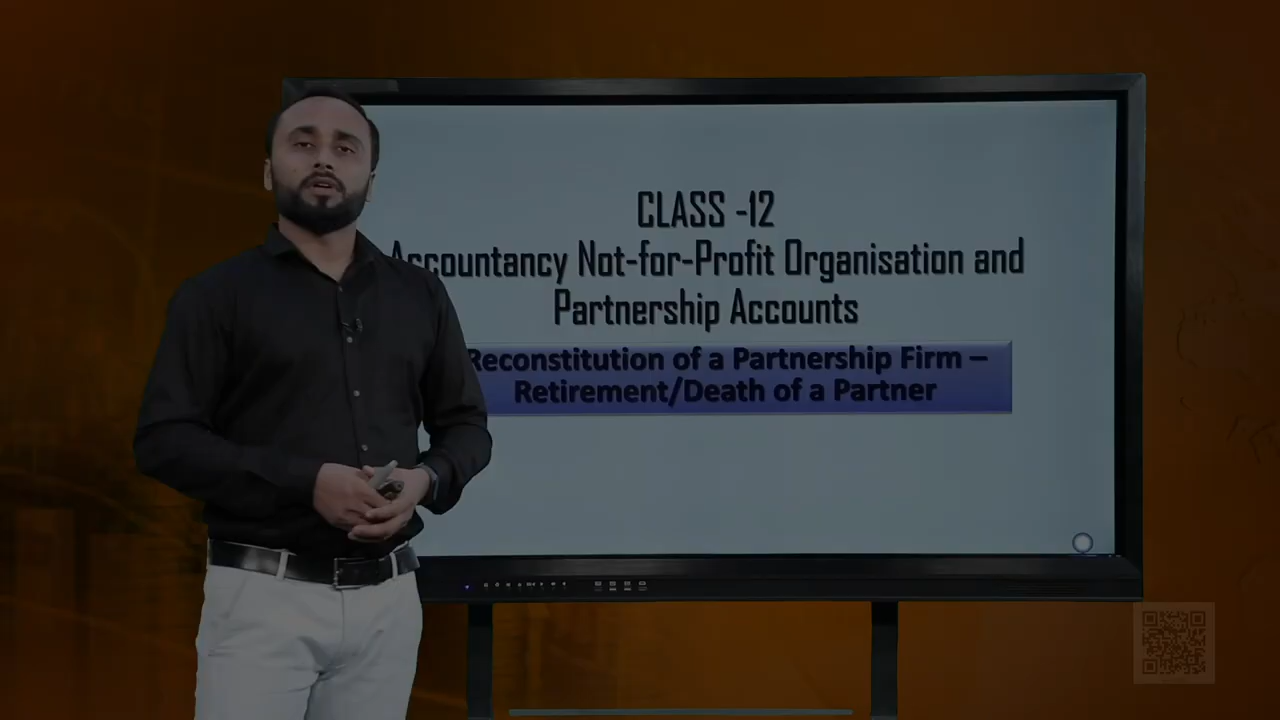 CLASS -12
Accountancy Not-for-Profit Organisation and
Partnership Accounts
Reconstitution of a Partnership Firm –
Retirement/Death of a Partner